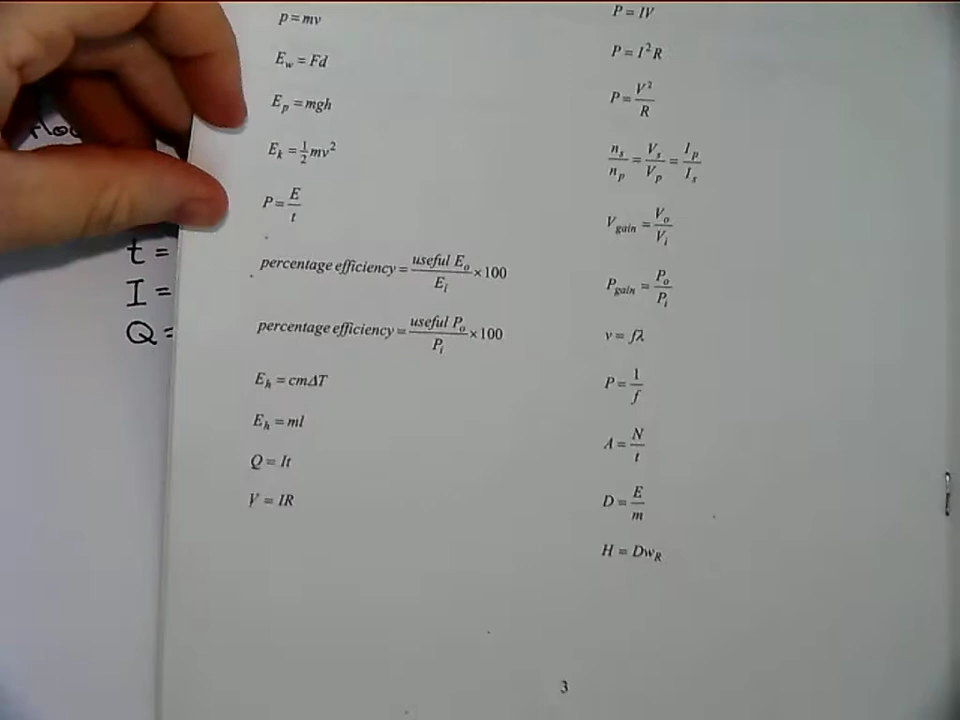 p = mv
E_w = Fd
E_p = mgh
E_k = ½mv²
P = E/t
percentage efficiency = useful E_o/E_i × 100
percentage efficiency = useful P_o/P_i × 100
E_h = cmΔT
E_h = ml
Q = It
V = IR
P = IV
P = I²R
P = V²/R
n_s/n_p = V_s/V_p = I_p/I_s
V_gain = V_o/V_i
P_gain = P_o/P_i
v = fλ
P = 1/f
A = N/t
D = E/m
H = Dw_R
3
t =
I =
Q =